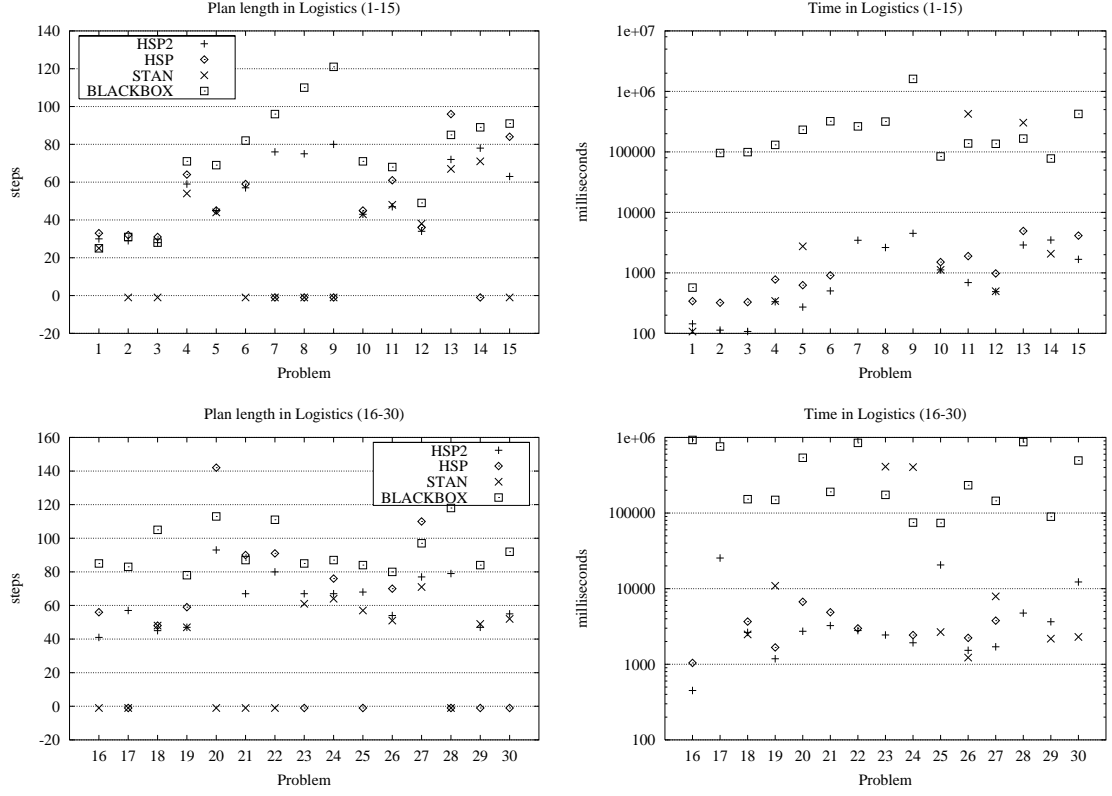 Plan length in Logistics (1-15)
140
120
100
80
60
40
20
0
-20
steps
HSP2
HSP
STAN
BLACKBOX
1 2 3 4 5 6 7 8 9 10 11 12 13 14 15
Problem
Time in Logistics (1-15)
1e+07
1e+06
100000
10000
1000
100
milliseconds
1 2 3 4 5 6 7 8 9 10 11 12 13 14 15
Problem
Plan length in Logistics (16-30)
160
140
120
100
80
60
40
20
0
-20
steps
HSP2
HSP
STAN
BLACKBOX
16 17 18 19 20 21 22 23 24 25 26 27 28 29 30
Problem
Time in Logistics (16-30)
1e+06
100000
10000
1000
100
milliseconds
16 17 18 19 20 21 22 23 24 25 26 27 28 29 30
Problem